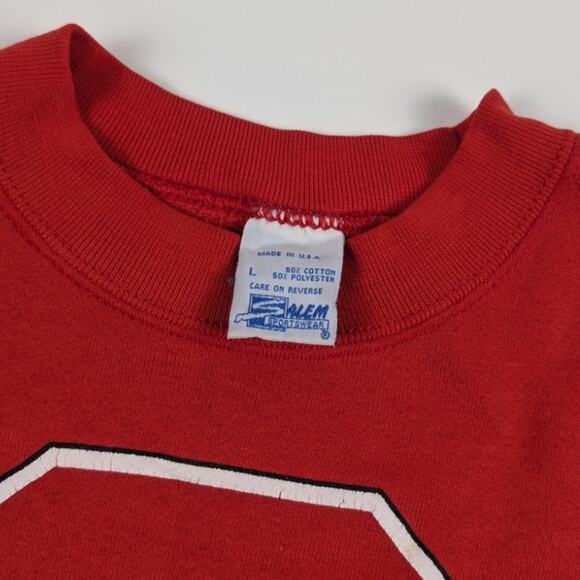 MADE IN U.S.A.
L 50% COTTON
50% POLYESTER
CARE ON REVERSE
SALEM
SPORTSWEAR®